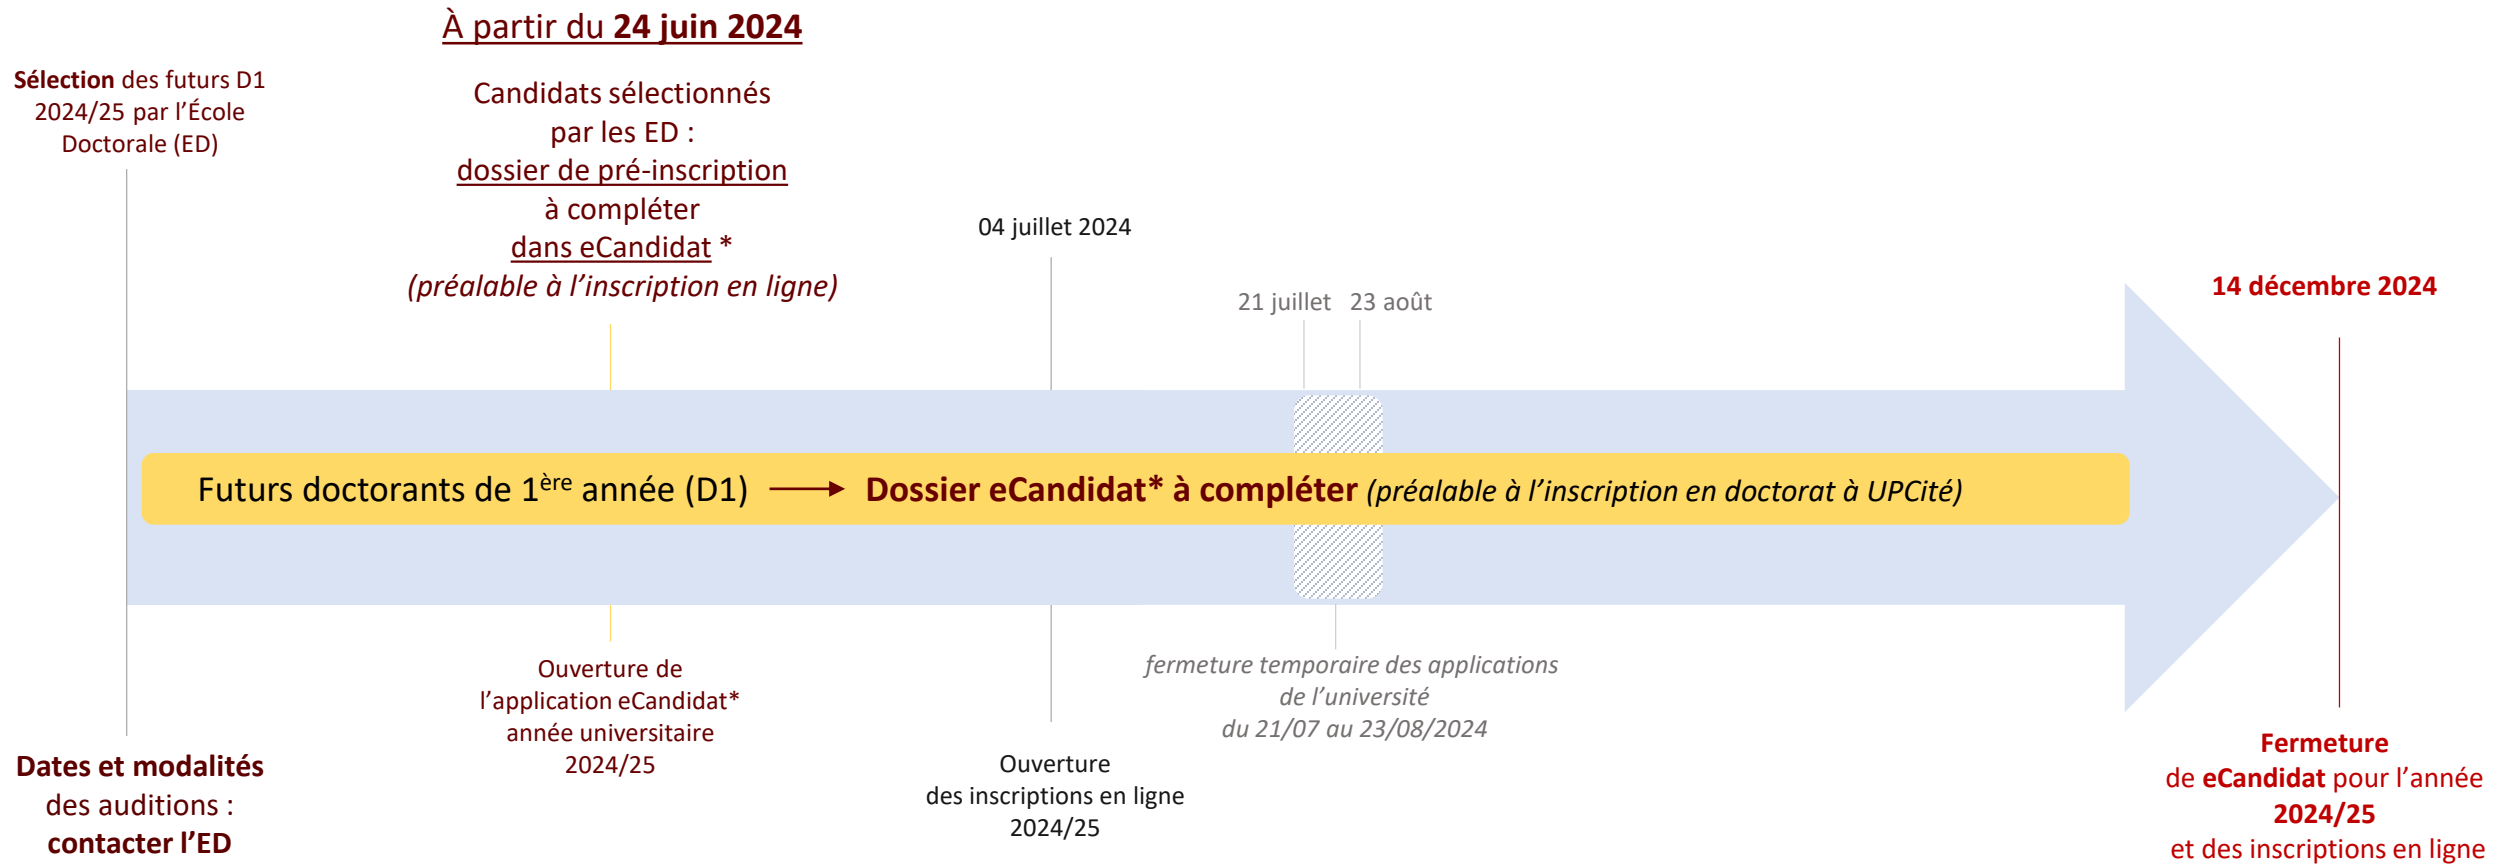 À partir du 24 juin 2024
Sélection des futurs D1
2024/25 par l'École
Doctorale (ED)
Candidats sélectionnés
par les ED :
dossier de pré-inscription
à compléter
dans eCandidat *
(préalable à l'inscription en ligne)
04 juillet 2024
21 juillet 23 août
14 décembre 2024
Futurs doctorants de 1ère année (D1) → Dossier eCandidat* à compléter (préalable à l'inscription en doctorat à UPCité)
Dates et modalités
des auditions :
contacter l'ED
Ouverture de
l'application eCandidat*
année universitaire
2024/25
Ouverture
des inscriptions en ligne
2024/25
fermeture temporaire des applications
de l'université
du 21/07 au 23/08/2024
Fermeture
de eCandidat pour l'année
2024/25
et des inscriptions en ligne